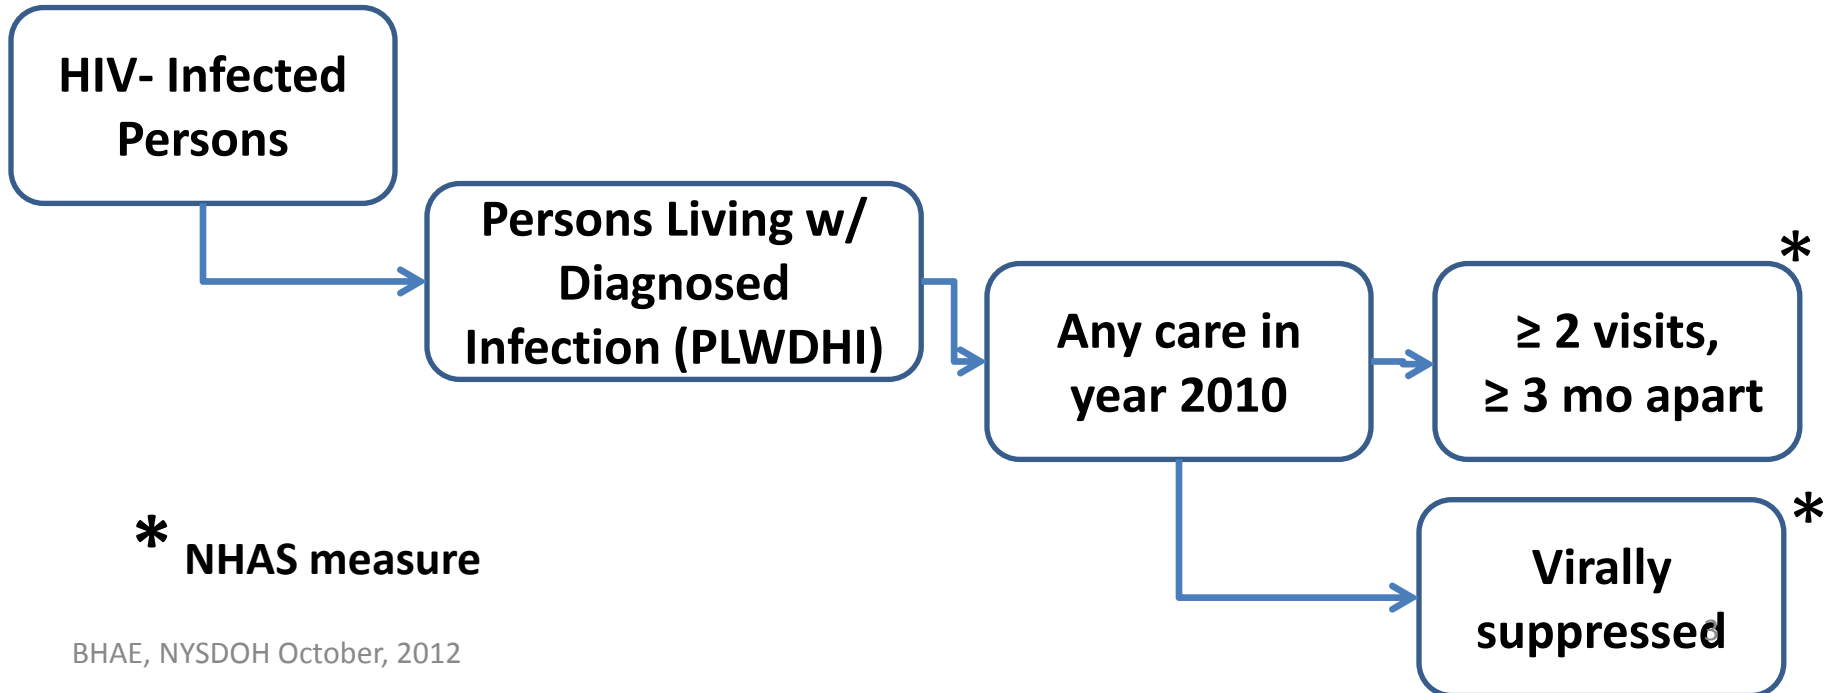 HIV- Infected
Persons
Persons Living w/
Diagnosed
Infection (PLWDHI)
Any care in
year 2010
*
≥ 2 visits,
≥ 3 mo apart
*
Virally
suppressed
* NHAS measure
BHAE, NYSDOH October, 2012
3